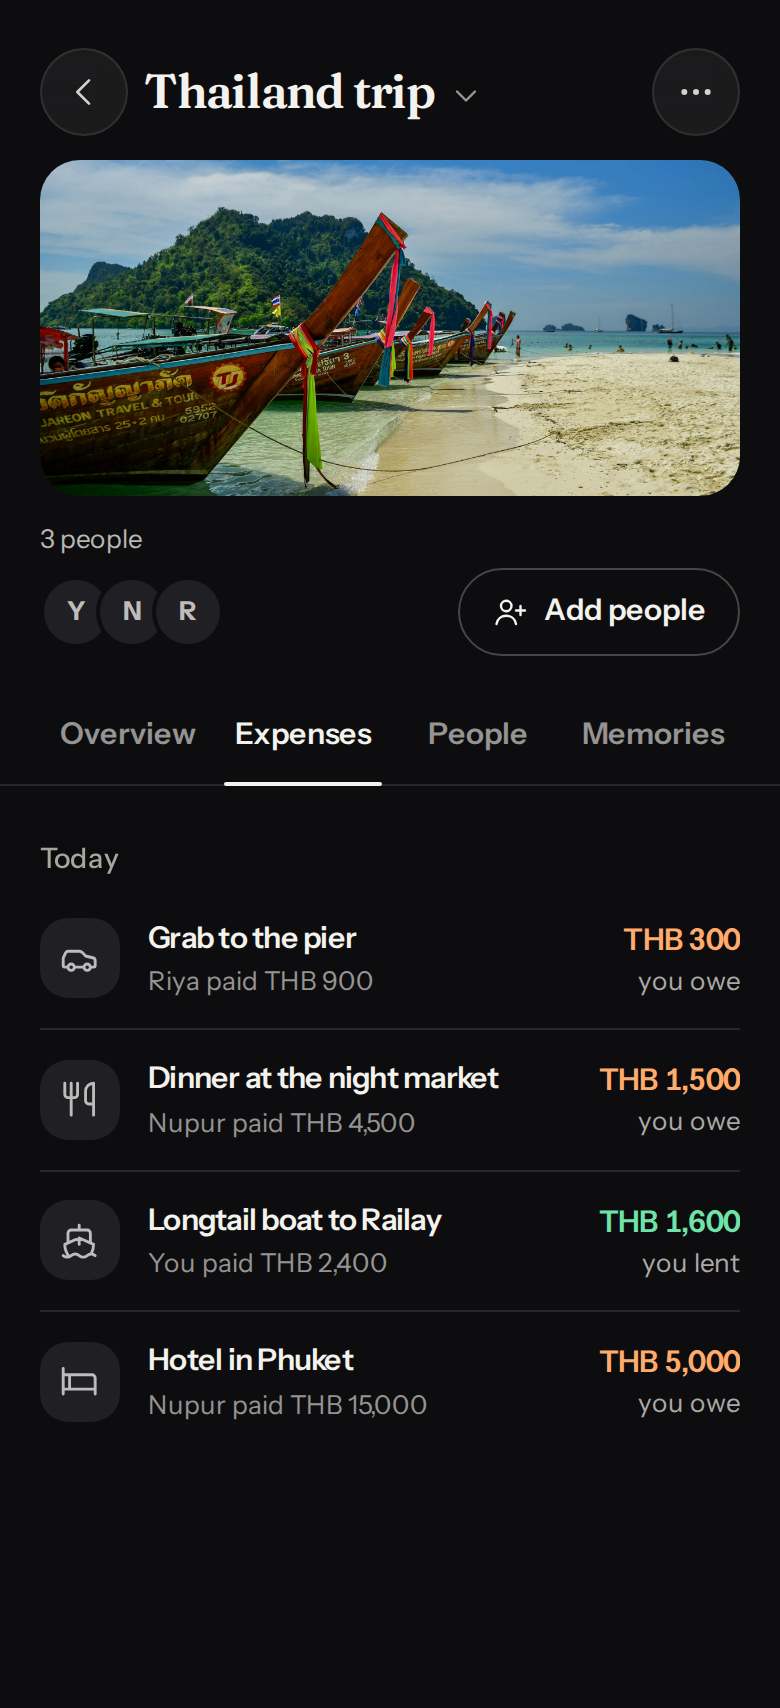 Thailand trip
JAREON TRAVEL & TOUR
3 people
Y N R
Add people
Overview Expenses People Memories
Today
Grab to the pier
THB 300
Riya paid THB 900
you owe
Dinner at the night market
THB 1,500
Nupur paid THB 4,500
you owe
Longtail boat to Railay
THB 1,600
You paid THB 2,400
you lent
Hotel in Phuket
THB 5,000
Nupur paid THB 15,000
you owe